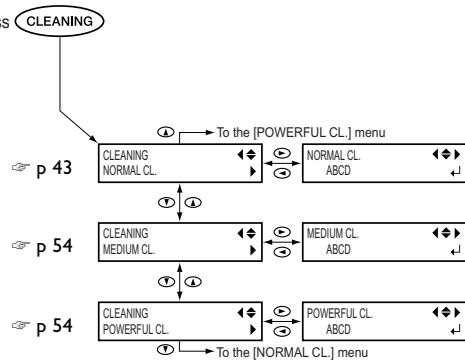 ss CLEANING
To the [POWERFUL CL.] menu
p 43
CLEANING
NORMAL CL.
NORMAL CL.
ABCD
p 54
CLEANING
MEDIUM CL.
MEDIUM CL.
ABCD
p 54
CLEANING
POWERFUL CL.
POWERFUL CL.
ABCD
To the [NORMAL CL.] menu